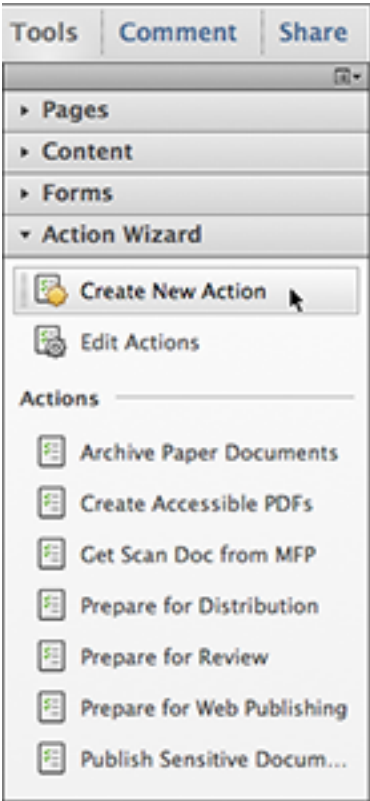 Tools Comment Share
Pages
Content
Forms
Action Wizard
Create New Action
Edit Actions
Actions
Archive Paper Documents
Create Accessible PDFs
Get Scan Doc from MFP
Prepare for Distribution
Prepare for Review
Prepare for Web Publishing
Publish Sensitive Docum...